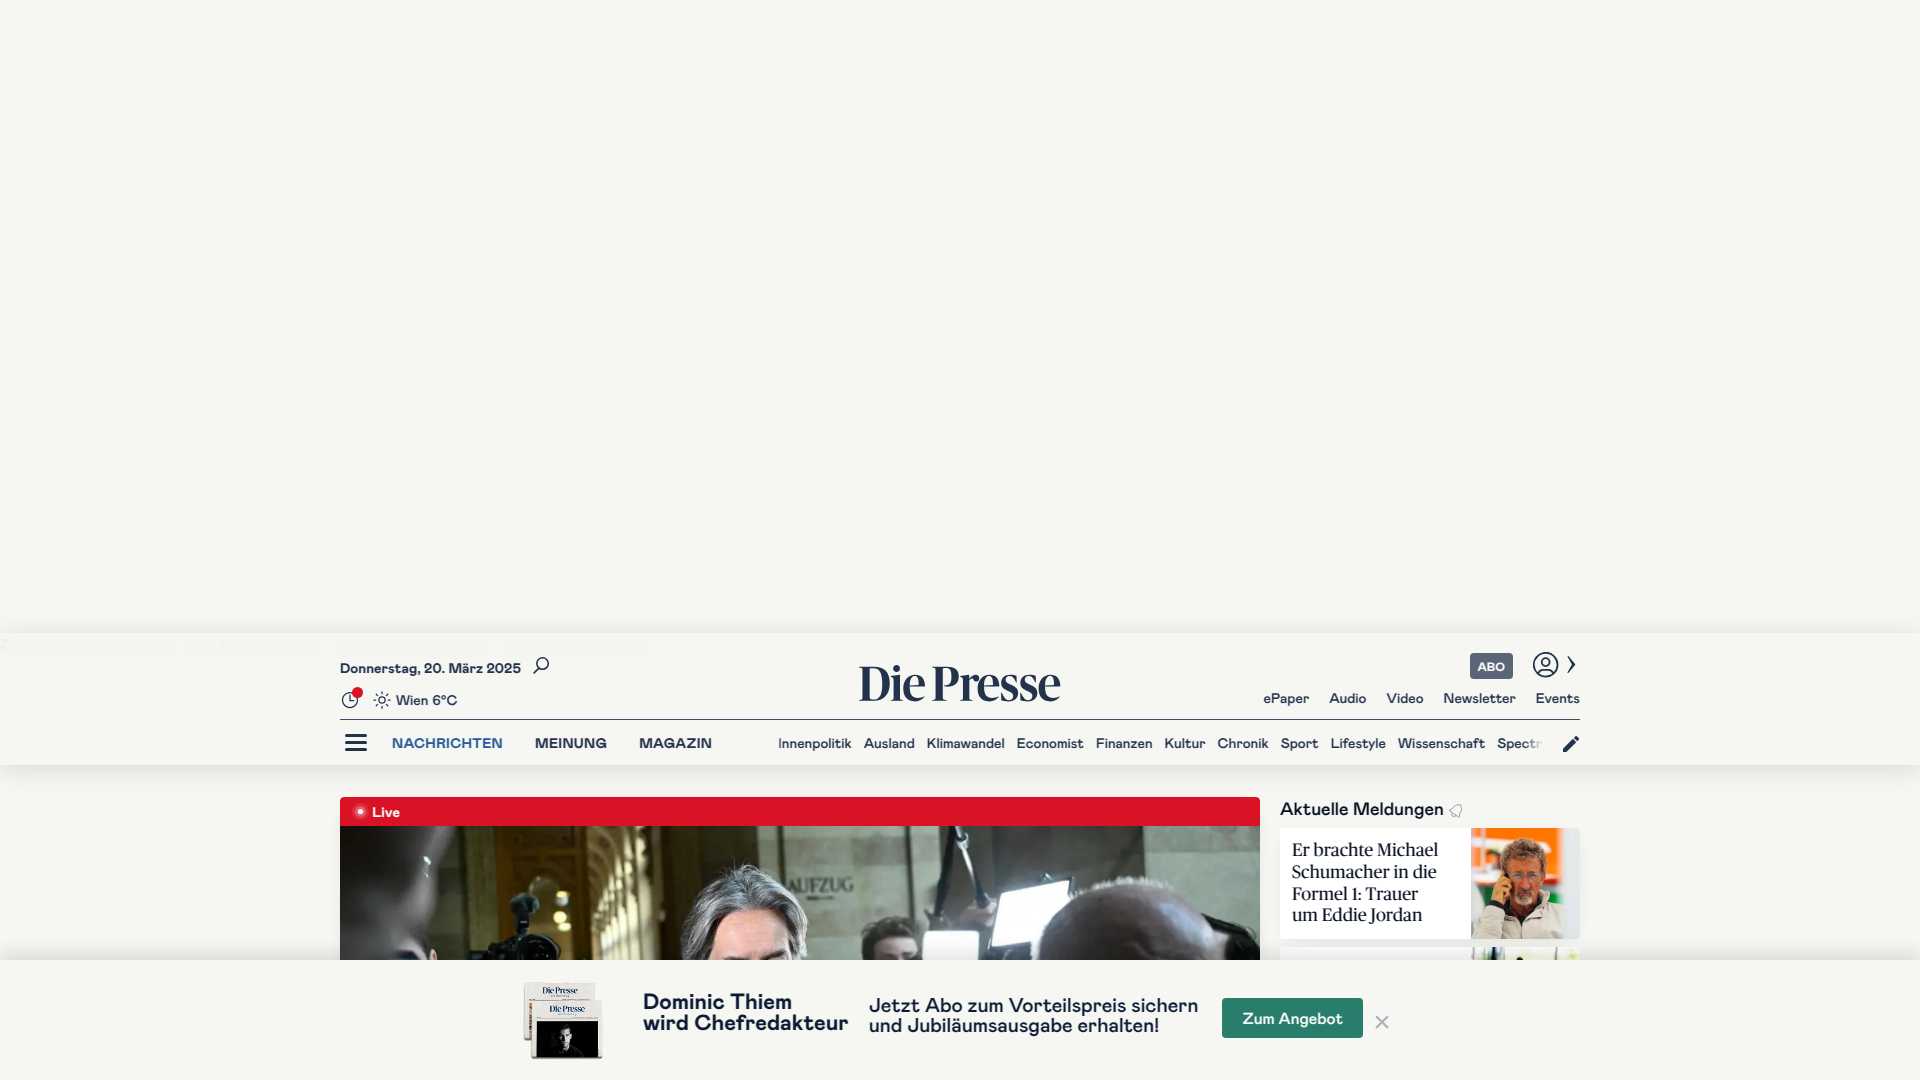 Donnerstag, 20. März 2025
Die Presse
ABO
Wien 6°C
ePaper Audio Video Newsletter Events
NACHRICHTEN MEINUNG MAGAZIN
Innenpolitik Ausland Klimawandel Economist Finanzen Kultur Chronik Sport Lifestyle Wissenschaft
Live
AUFZUG
Aktuelle Meldungen
Er brachte Michael
Schumacher in die
Formel 1: Trauer
um Eddie Jordan
Die Presse
Die Presse
Dominic Thiem
wird Chefredakteur
Jetzt Abo zum Vorteilspreis sichern
und Jubiläumsausgabe erhalten!
Zum Angebot